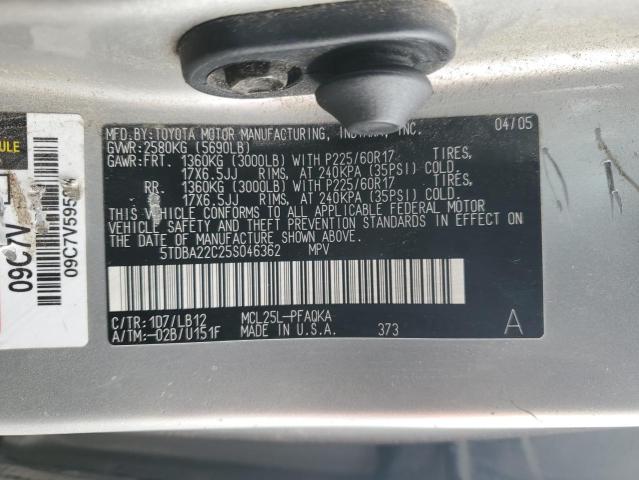 MFD.BY:TOYOTA MOTOR MANUFACTURING, INDIANA, INC. 04/05
GVWR:2580KG (5690LB)
GAWR:FRT. 1360KG (3000LB) WITH P225/60R17 TIRES,
17X6.5JJ RIMS, AT 240KPA (35PSI) COLD.
RR. 1360KG (3000LB) WITH P225/60R17 TIRES,
17X6.5JJ RIMS, AT 240KPA (35PSI) COLD.
THIS VEHICLE CONFORMS TO ALL APPLICABLE FEDERAL MOTOR
VEHICLE SAFETY AND THEFT PREVENTION STANDARDS IN EFFECT ON
THE DATE OF MANUFACTURE SHOWN ABOVE.
5TDBA22C25S046362 MPV
C/TR:1D7/LB12 MCL25L-PFAQKA
A/TM:-02B/U151F MADE IN U.S.A. 373 A
09C7V